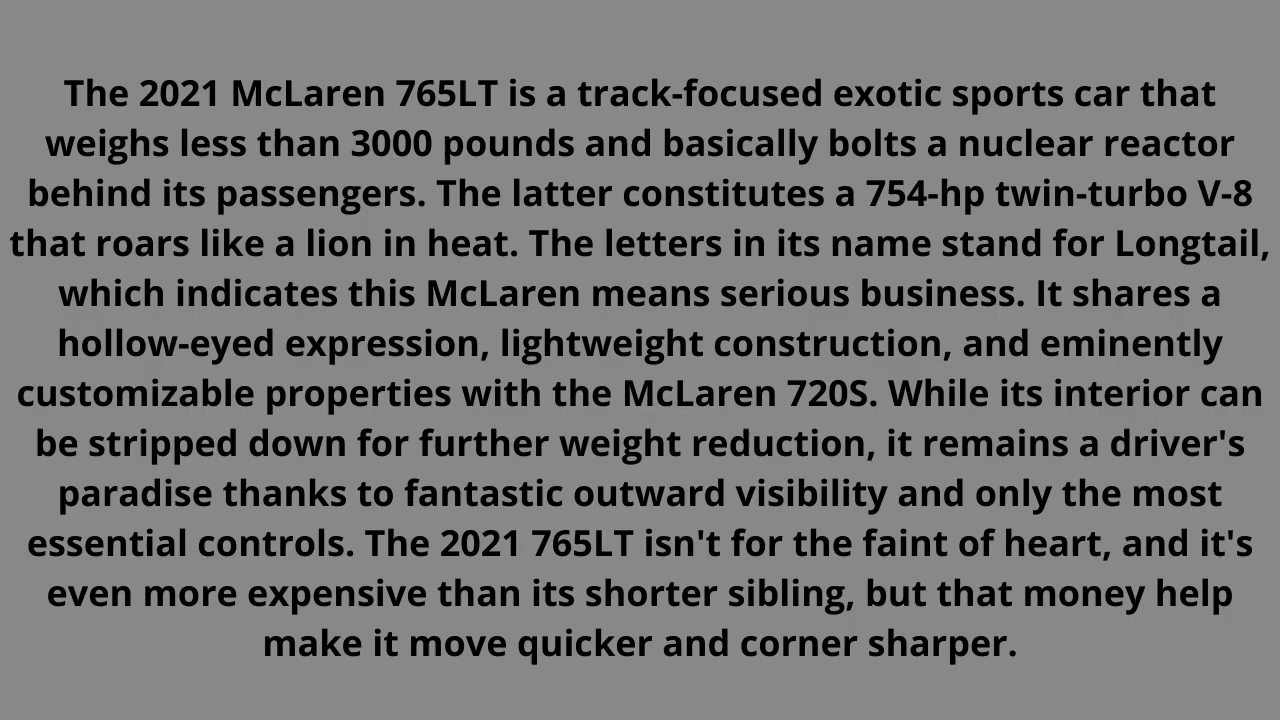 The 2021 McLaren 765LT is a track-focused exotic sports car that
weighs less than 3000 pounds and basically bolts a nuclear reactor
behind its passengers. The latter constitutes a 754-hp twin-turbo V-8
that roars like a lion in heat. The letters in its name stand for Longtail,
which indicates this McLaren means serious business. It shares a
hollow-eyed expression, lightweight construction, and eminently
customizable properties with the McLaren 720S. While its interior can
be stripped down for further weight reduction, it remains a driver's
paradise thanks to fantastic outward visibility and only the most
essential controls. The 2021 765LT isn't for the faint of heart, and it's
even more expensive than its shorter sibling, but that money help
make it move quicker and corner sharper.